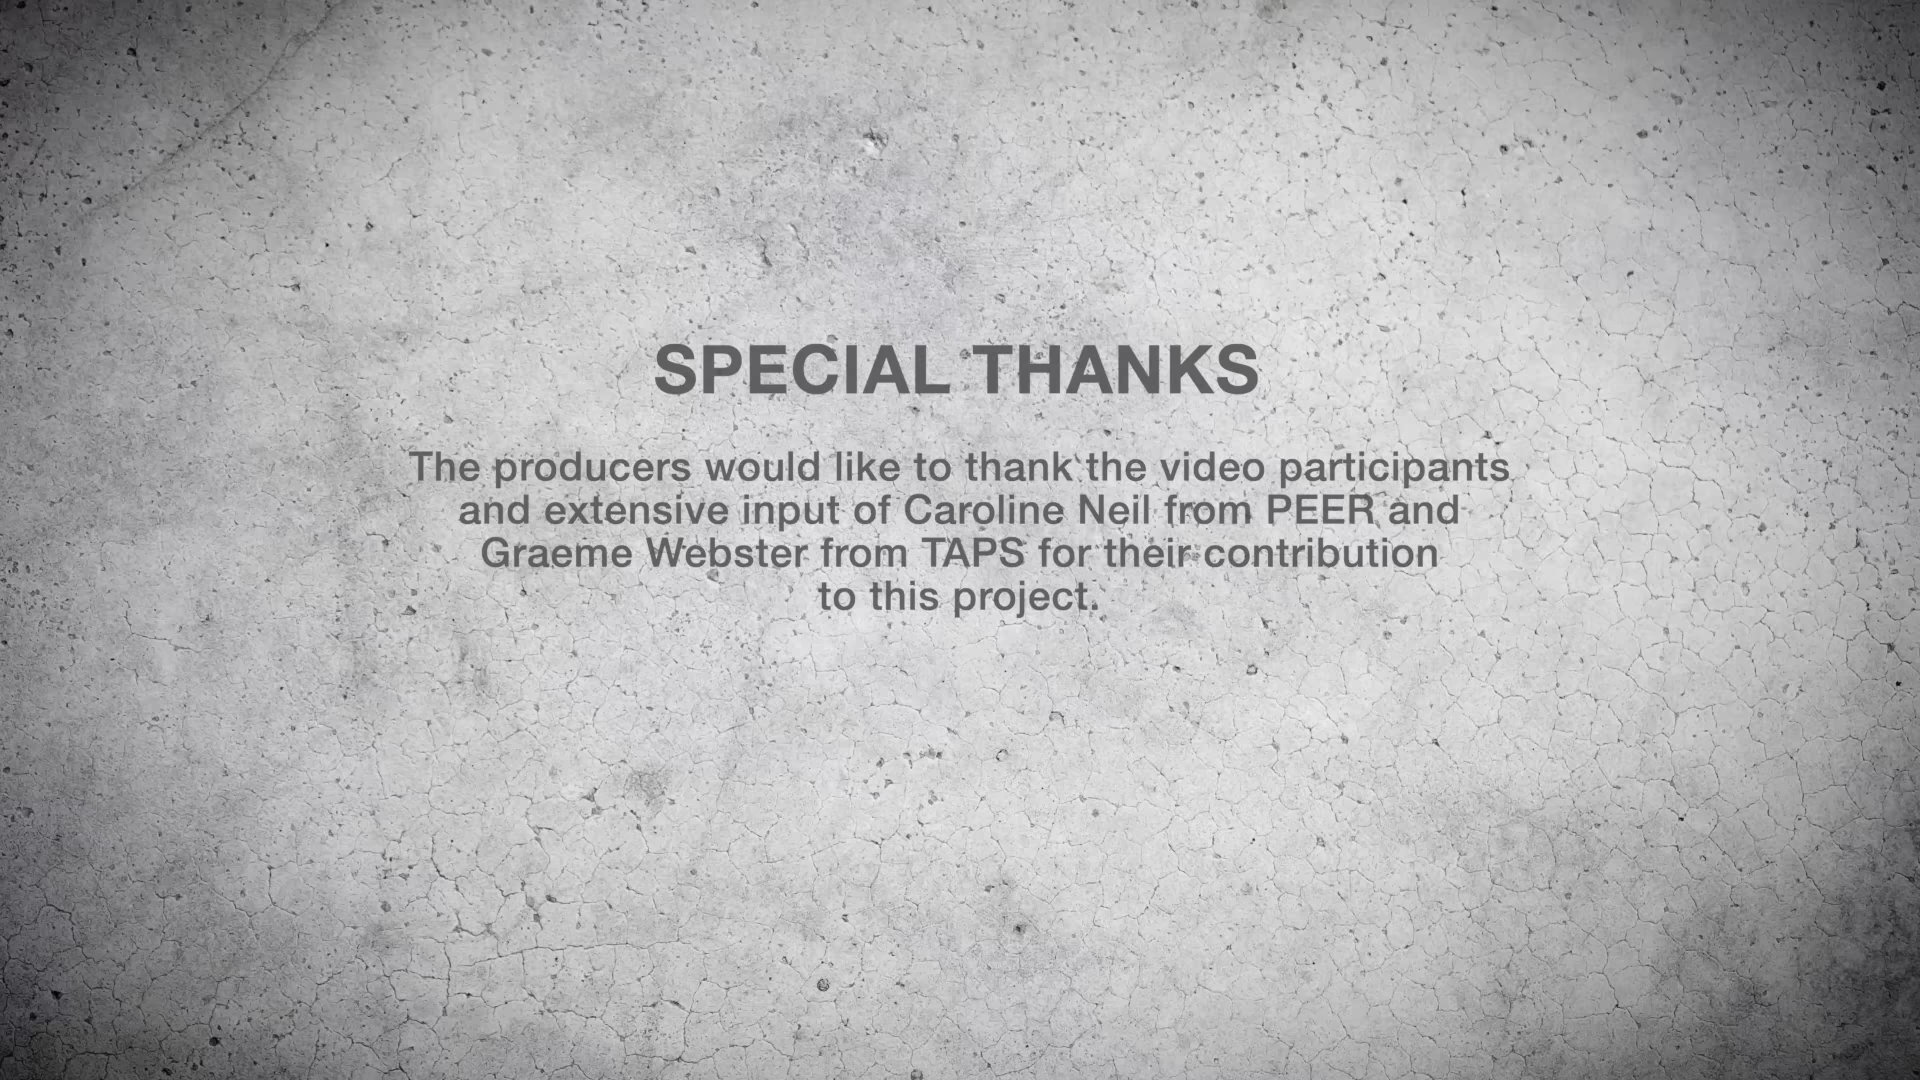 SPECIAL THANKS
The producers would like to thank the video participants
and extensive input of Caroline Neil from PEER and
Graeme Webster from TAPS for their contribution
to this project.